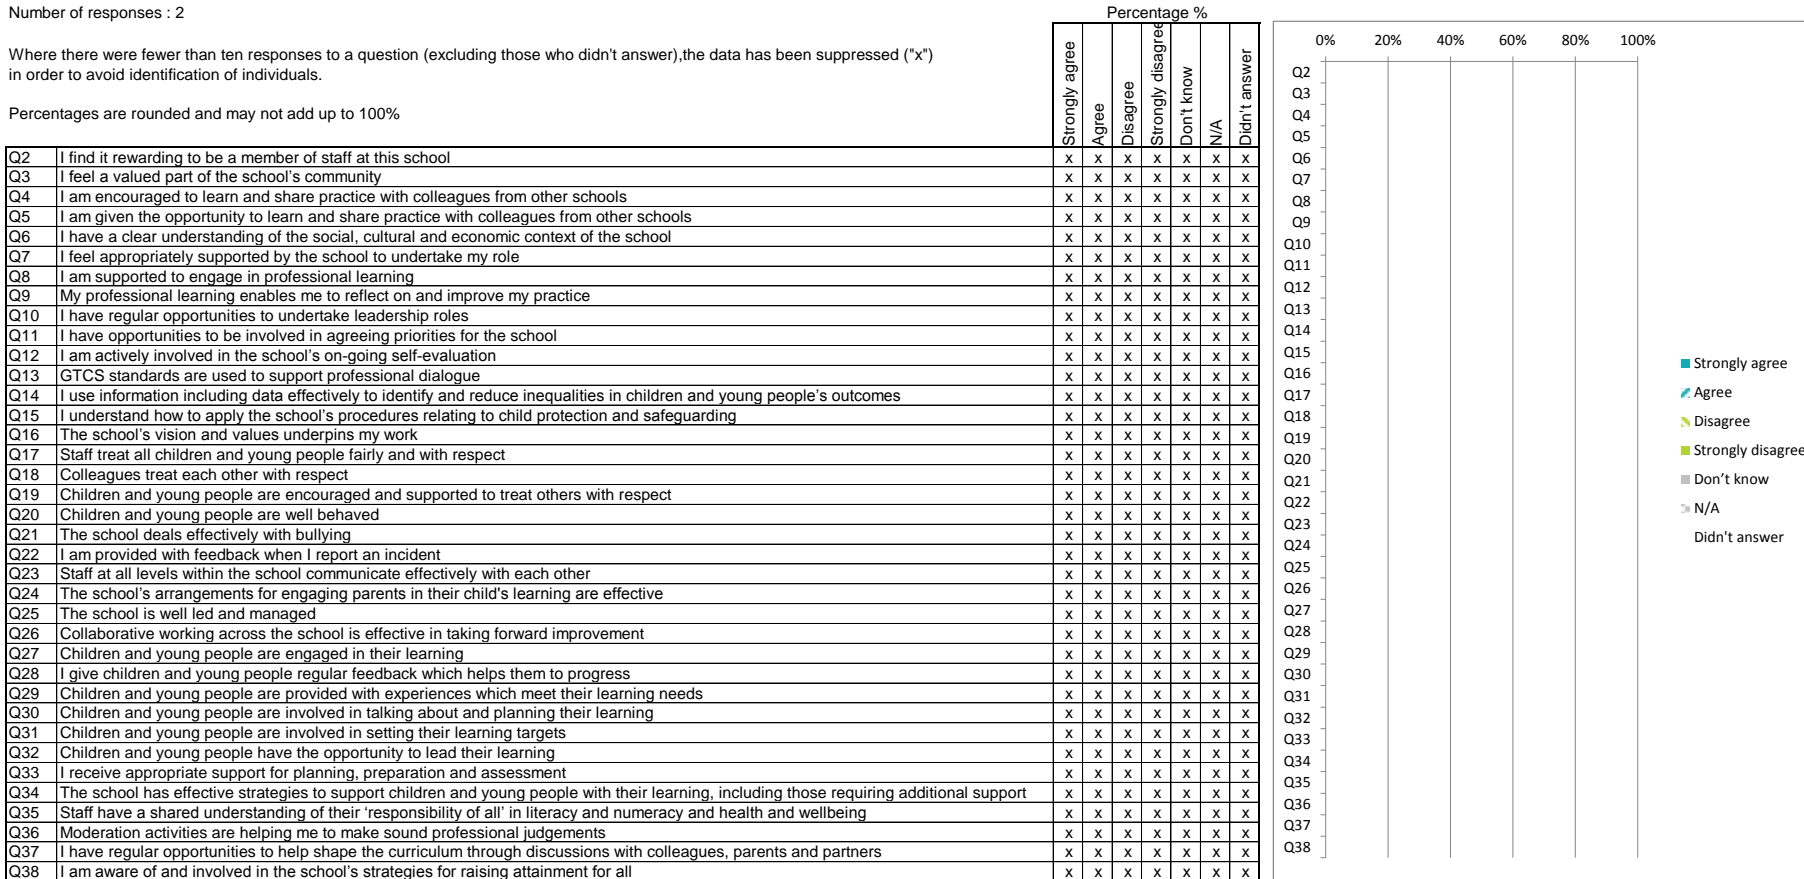 Number of responses : 2
Percentage %
Where there were fewer than ten responses to a question (excluding those who didn't answer),the data has been suppressed ("x")
in order to avoid identification of individuals.
Percentages are rounded and may not add up to 100%
Strongly agree
Agree
Disagree
Strongly disagree
Don't know
N/A
Didn't answer
Q2 I find it rewarding to be a member of staff at this school x x x x x x x
Q3 I feel a valued part of the school’s community x x x x x x x
Q4 I am encouraged to learn and share practice with colleagues from other schools x x x x x x x
Q5 I am given the opportunity to learn and share practice with colleagues from other schools x x x x x x x
Q6 I have a clear understanding of the social, cultural and economic context of the school x x x x x x x
Q7 I feel appropriately supported by the school to undertake my role x x x x x x x
Q8 I am supported to engage in professional learning x x x x x x x
Q9 My professional learning enables me to reflect on and improve my practice x x x x x x x
Q10 I have regular opportunities to undertake leadership roles x x x x x x x
Q11 I have opportunities to be involved in agreeing priorities for the school x x x x x x x
Q12 I am actively involved in the school’s on-going self-evaluation x x x x x x x
Q13 GTCS standards are used to support professional dialogue x x x x x x x
Q14 I use information including data effectively to identify and reduce inequalities in children and young people’s outcomes x x x x x x x
Q15 I understand how to apply the school’s procedures relating to child protection and safeguarding x x x x x x x
Q16 The school’s vision and values underpins my work x x x x x x x
Q17 Staff treat all children and young people fairly and with respect x x x x x x x
Q18 Colleagues treat each other with respect x x x x x x x
Q19 Children and young people are encouraged and supported to treat others with respect x x x x x x x
Q20 Children and young people are well behaved x x x x x x x
Q21 The school deals effectively with bullying x x x x x x x
Q22 I am provided with feedback when I report an incident x x x x x x x
Q23 Staff at all levels within the school communicate effectively with each other x x x x x x x
Q24 The school’s arrangements for engaging parents in their child's learning are effective x x x x x x x
Q25 The school is well led and managed x x x x x x x
Q26 Collaborative working across the school is effective in taking forward improvement x x x x x x x
Q27 Children and young people are engaged in their learning x x x x x x x
Q28 I give children and young people regular feedback which helps them to progress x x x x x x x
Q29 Children and young people are provided with experiences which meet their learning needs x x x x x x x
Q30 Children and young people are involved in talking about and planning their learning x x x x x x x
Q31 Children and young people are involved in setting their learning targets x x x x x x x
Q32 Children and young people have the opportunity to lead their learning x x x x x x x
Q33 I receive appropriate support for planning, preparation and assessment x x x x x x x
Q34 The school has effective strategies to support children and young people with their learning, including those requiring additional support x x x x x x x
Q35 Staff have a shared understanding of their ‘responsibility of all’ in literacy and numeracy and health and wellbeing x x x x x x x
Q36 Moderation activities are helping me to make sound professional judgements x x x x x x x
Q37 I have regular opportunities to help shape the curriculum through discussions with colleagues, parents and partners x x x x x x x
Q38 I am aware of and involved in the school’s strategies for raising attainment for all x x x x x x x
0% 20% 40% 60% 80% 100%
Q2
Q3
Q4
Q5
Q6
Q7
Q8
Q9
Q10
Q11
Q12
Q13
Q14
Q15
Q16
Q17
Q18
Q19
Q20
Q21
Q22
Q23
Q24
Q25
Q26
Q27
Q28
Q29
Q30
Q31
Q32
Q33
Q34
Q35
Q36
Q37
Q38
Strongly agree
Agree
Disagree
Strongly disagree
Don’t know
N/A
Didn't answer